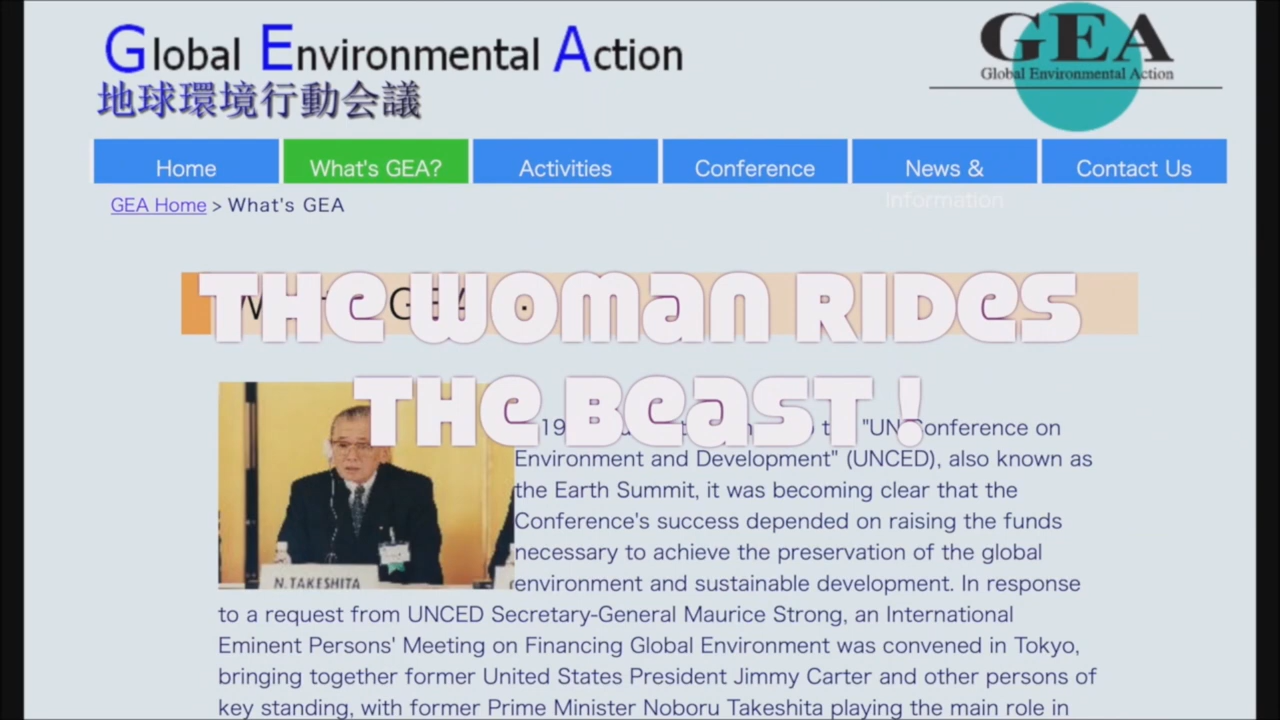 Global Environmental Action
地球環境行動会議
GEA
Global Environmental Action
Home
What's GEA?
Activities
Conference
News &
Information
Contact Us
GEA Home > What's GEA
THE WOMAN RIDES
THE BEAST !
"UN Conference on
Environment and Development" (UNCED), also known as
the Earth Summit, it was becoming clear that the
Conference's success depended on raising the funds
necessary to achieve the preservation of the global
environment and sustainable development. In response
N.TAKESHITA
to a request from UNCED Secretary-General Maurice Strong, an International
Eminent Persons' Meeting on Financing Global Environment was convened in Tokyo,
bringing together former United States President Jimmy Carter and other persons of
key standing, with former Prime Minister Noboru Takeshita playing the main role in